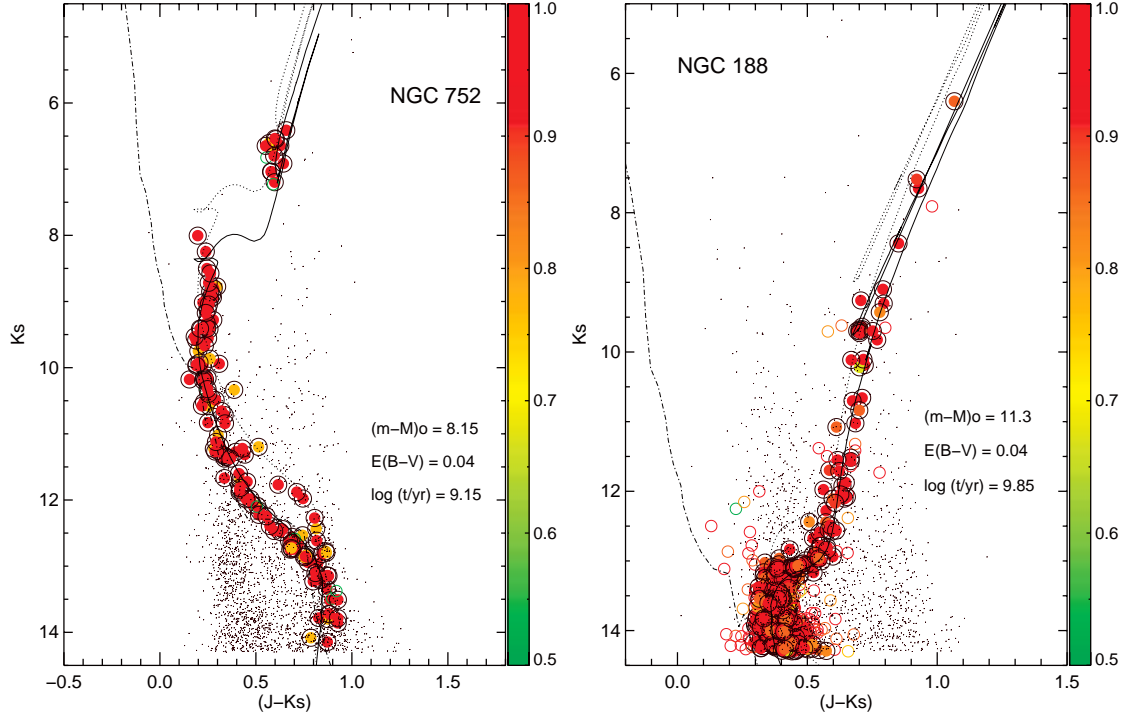 NGC 752
(m−M)o = 8.15
E(B−V) = 0.04
log (t/yr) = 9.15
Ks
6
8
10
12
14
−0.5
0.0
0.5
1.0
1.5
(J−Ks)
1.0
0.9
0.8
0.7
0.6
0.5
NGC 188
(m−M)o = 11.3
E(B−V) = 0.04
log (t/yr) = 9.85
Ks
6
8
10
12
14
0.0
0.5
1.0
1.5
(J−Ks)
1.0
0.9
0.8
0.7
0.6
0.5